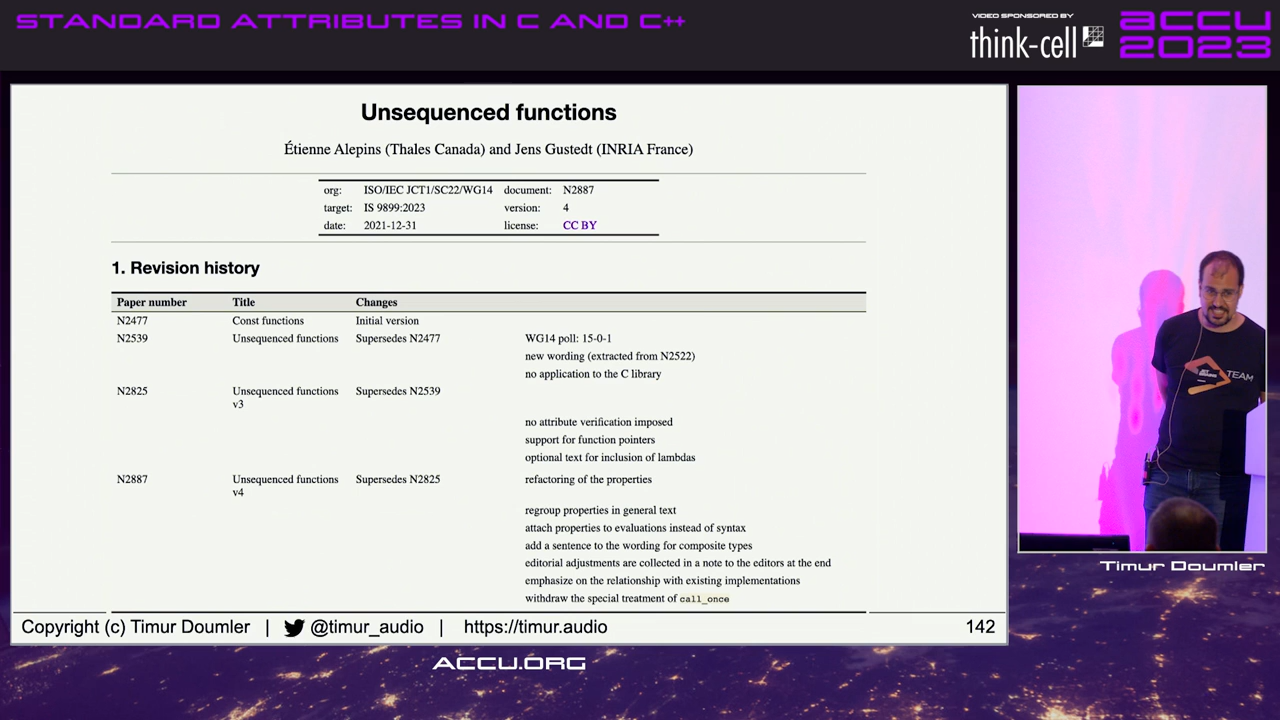 STANDARD ATTRIBUTES IN C AND C++
VIDEO SPONSORED BY
think-cell
ACCU
2023
Unsequenced functions
Étienne Alepins (Thales Canada) and Jens Gustedt (INRIA France)
org: ISO/IEC JCT1/SC22/WG14 document: N2887
target: IS 9899:2023 version: 4
date: 2021-12-31 license: CC BY
1. Revision history
Paper number Title Changes
N2477 Const functions Initial version
N2539 Unsequenced functions Supersedes N2477 WG14 poll: 15-0-1
new wording (extracted from N2522)
no application to the C library
N2825 Unsequenced functions Supersedes N2539
v3
no attribute verification imposed
support for function pointers
optional text for inclusion of lambdas
N2887 Unsequenced functions Supersedes N2825 refactoring of the properties
v4
regroup properties in general text
attach properties to evaluations instead of syntax
add a sentence to the wording for composite types
editorial adjustments are collected in a note to the editors at the end
emphasize on the relationship with existing implementations
withdraw the special treatment of call_once
Copyright (c) Timur Doumler | @timur_audio | https://timur.audio 142
TEAM
Timur Doumler
ACCU.ORG